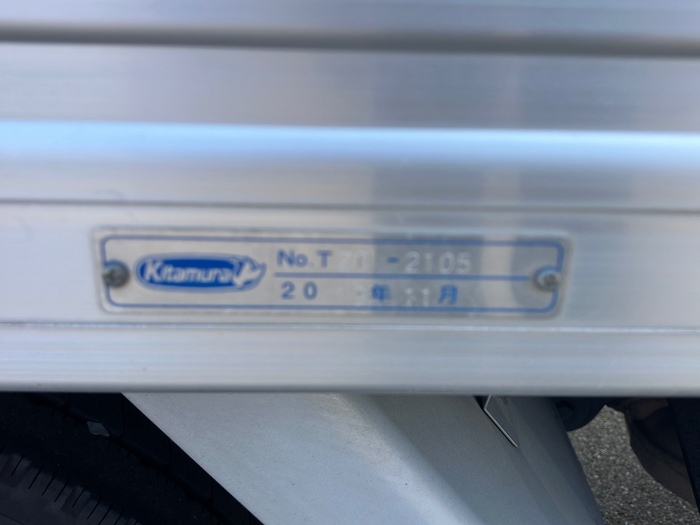 Kitamura
No.T -2105
20 年 11月